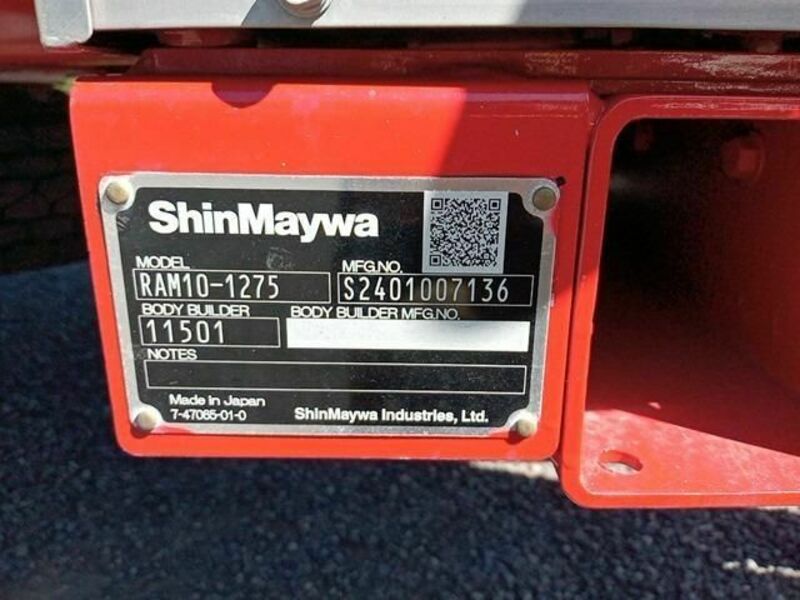 ShinMaywa
MODEL MFG.NO.
RAM10-1275 S2401007136
BODY BUILDER BODY BUILDER MFG.NO.
11501
NOTES
Made in Japan
7-47065-01-0 ShinMaywa Industries, Ltd.